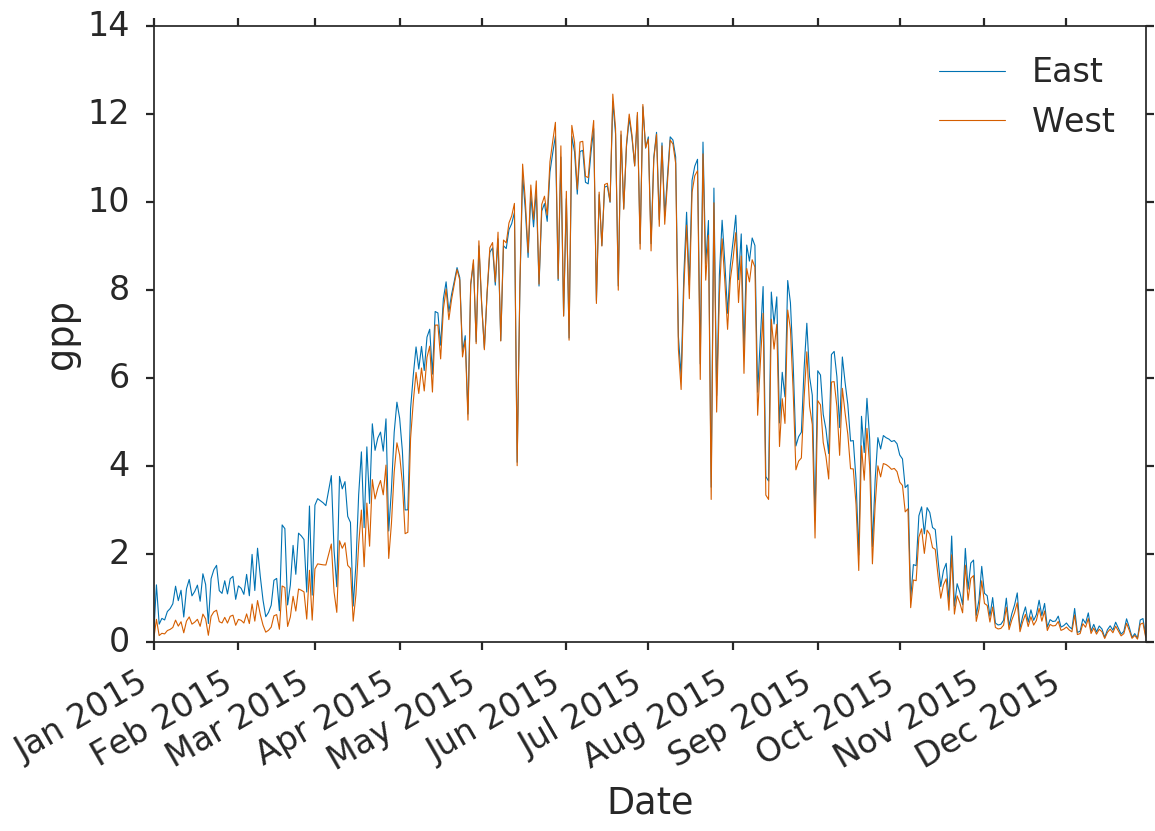 14
12
10
8
6
4
2
0
gpp
East
West
Jan 2015
Feb 2015
Mar 2015
Apr 2015
May 2015
Jun 2015
Jul 2015
Aug 2015
Sep 2015
Oct 2015
Nov 2015
Dec 2015
Date